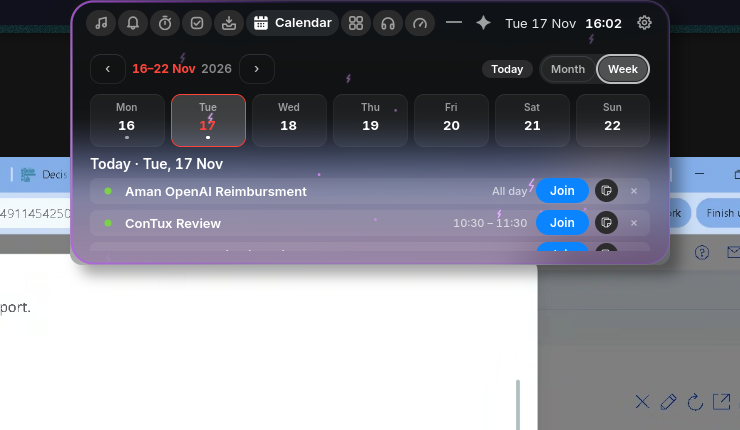 Calendar
Tue 17 Nov 16:02
16–22 Nov 2026
Today
Month
Week
Mon
16
Tue
17
Wed
18
Thu
19
Fri
20
Sat
21
Sun
22
Today · Tue, 17 Nov
Aman OpenAI Reimbursment All day Join
ConTux Review 10:30 – 11:30 Join
Decis
4911454250
rk
Finish u
port.